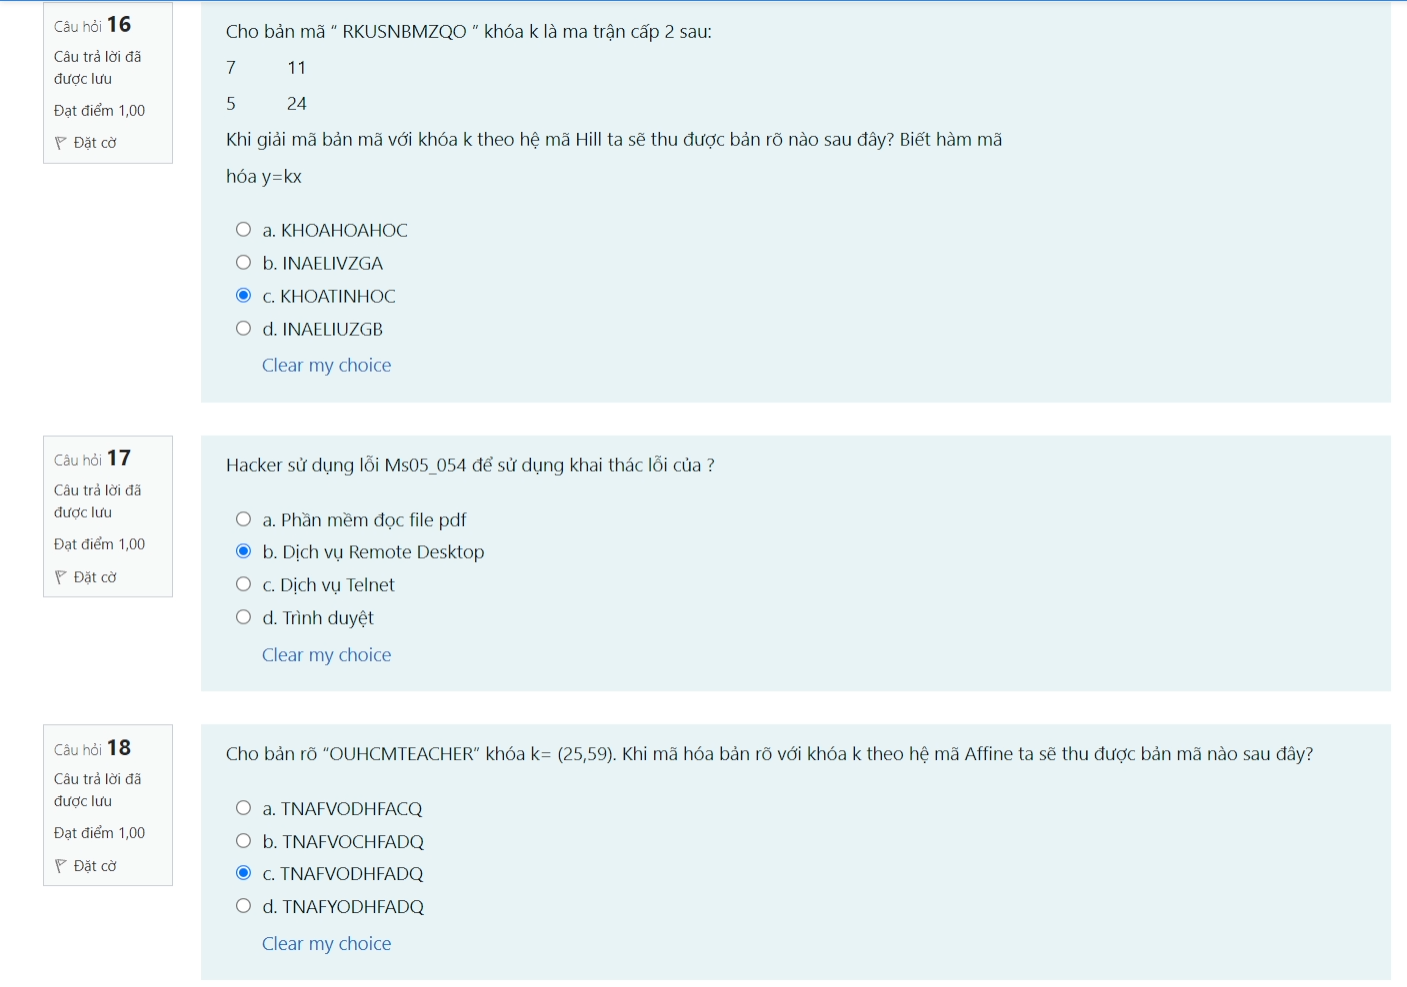 Câu hỏi 16
Câu trả lời đã
được lưu
Đạt điểm 1,00
Đặt cờ
Cho bản mã “ RKUSNBMZQO ” khóa k là ma trận cấp 2 sau:
7 11
5 24
Khi giải mã bản mã với khóa k theo hệ mã Hill ta sẽ thu được bản rõ nào sau đây? Biết hàm mã
hóa y=kx
a. KHOAHOAHOC
b. INAELIVZGA
c. KHOATINHOC
d. INAELIUZGB
Clear my choice
Câu hỏi 17
Câu trả lời đã
được lưu
Đạt điểm 1,00
Đặt cờ
Hacker sử dụng lỗi Ms05_054 để sử dụng khai thác lỗi của ?
a. Phần mềm đọc file pdf
b. Dịch vụ Remote Desktop
c. Dịch vụ Telnet
d. Trình duyệt
Clear my choice
Câu hỏi 18
Câu trả lời đã
được lưu
Đạt điểm 1,00
Đặt cờ
Cho bản rõ “OUHCMTEACHER” khóa k= (25,59). Khi mã hóa bản rõ với khóa k theo hệ mã Affine ta sẽ thu được bản mã nào sau đây?
a. TNAFVODHFACQ
b. TNAFVOCHFADQ
c. TNAFVODHFADQ
d. TNAFYODHFADQ
Clear my choice